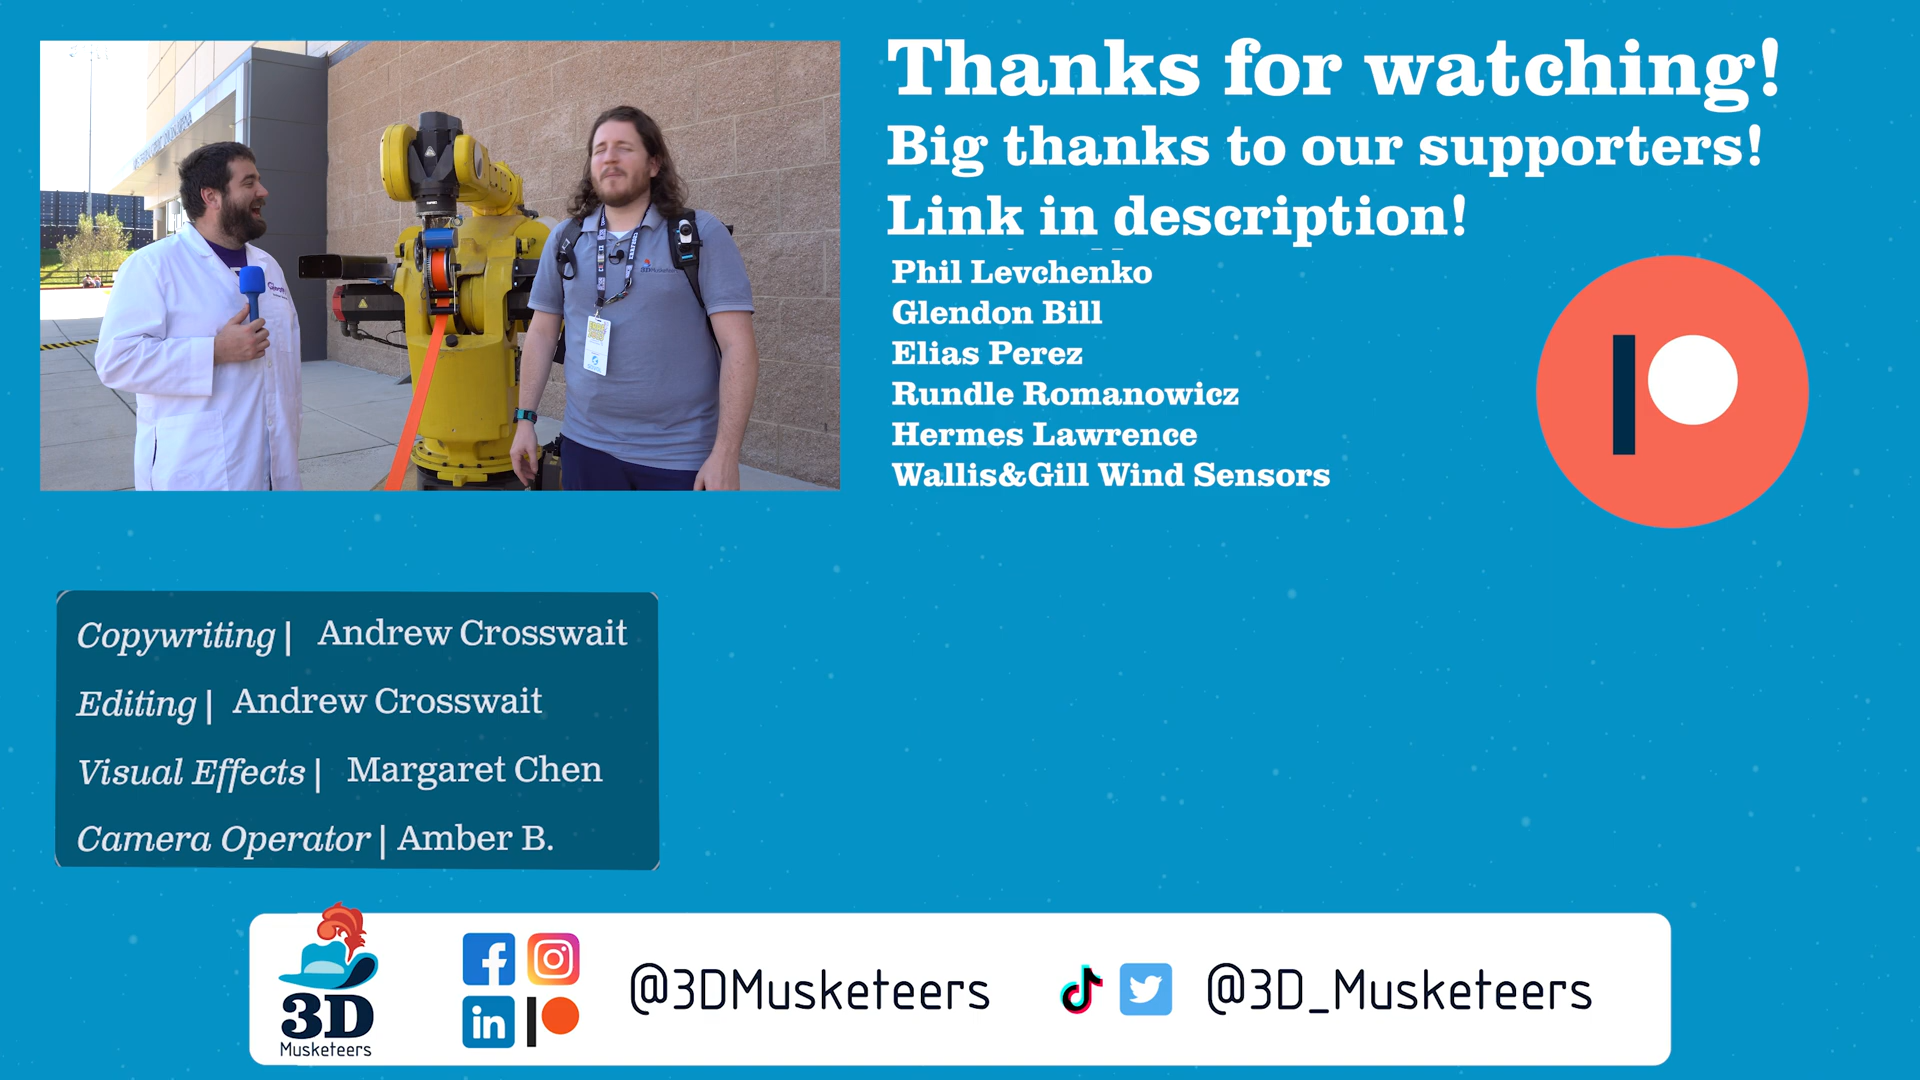 Thanks for watching!
Big thanks to our supporters!
Link in description!
Phil Levchenko
Glendon Bill
Elias Perez
Rundle Romanowicz
Hermes Lawrence
Wallis&Gill Wind Sensors
Copywriting | Andrew Crosswait
Editing | Andrew Crosswait
Visual Effects | Margaret Chen
Camera Operator | Amber B.
3D
Musketeers
@3DMusketeers
@3D_Musketeers